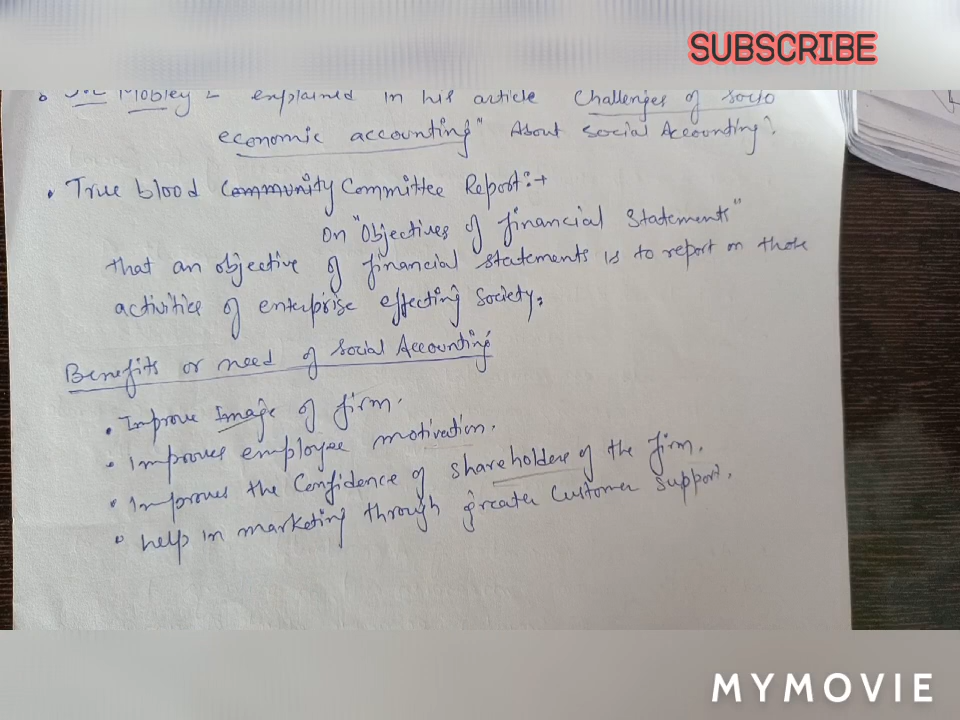 SUBSCRIBE
Mobley - explained in his article Challenges of socio
economic accounting" About Social Accounting.
• True blood Community Committee Report:+
On "Objectives of financial Statements"
that an objective of financial statements is to report on those
activities of enterprise effecting society.
Benefits or need of Social Accounting
• Improve Image of firm.
• Improves employee motivation.
• Improves the Confidence of shareholders of the firm.
• help in marketing through greater Customer Support.
MYMOVIE